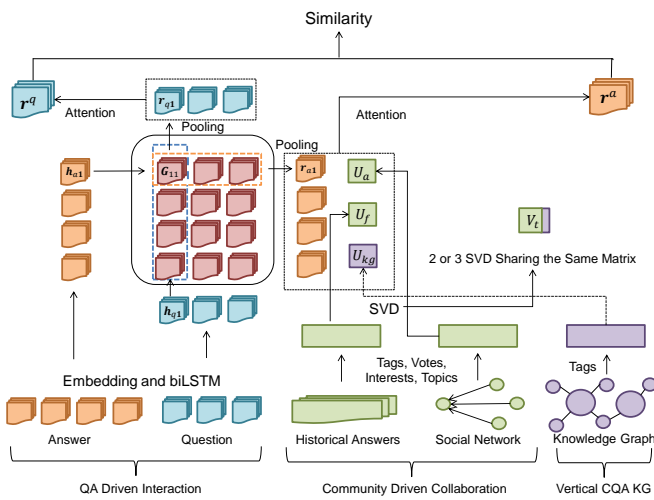 Similarity
r^q
r_q1
r^a
Attention
Attention
Pooling
Pooling
h_a1
G_11
r_a1
U_a
U_f
V_t
U_kg
2 or 3 SVD Sharing the Same Matrix
h_q1
SVD
Tags, Votes,
Interests, Topics
Tags
Embedding and biLSTM
Answer
Question
Historical Answers
Social Network
Knowledge Graph
QA Driven Interaction
Community Driven Collaboration
Vertical CQA KG